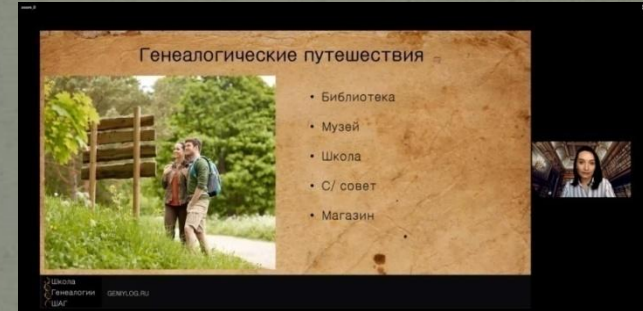 Генеалогические путешествия
• Библиотека
• Музей
• Школа
• С/ совет
• Магазин
Школа
Генеалогии
ШАГ
GENYLOG.RU